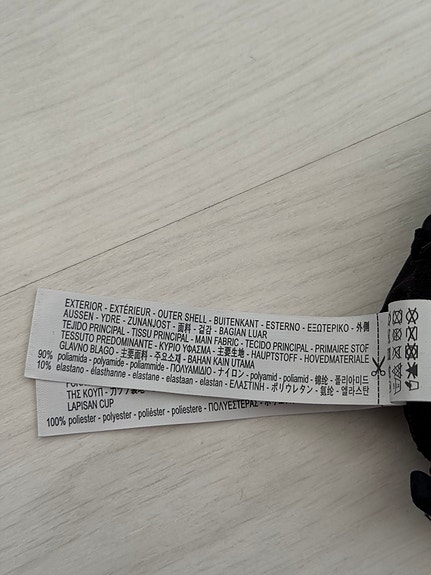 EXTERIOR - EXTÉRIEUR - OUTER SHELL - BUITENKANT - ESTERNO - ΕΞΩΤΕΡΙΚΟ - 外側
AUSSEN - YDRE - ZUNANJOST - 面料 - 겉감 - BAGIAN LUAR
TEJIDO PRINCIPAL - TISSU PRINCIPAL - MAIN FABRIC - TECIDO PRINCIPAL - PRIMAIRE STOF
TESSUTO PREDOMINANTE - ΚΥΡΙΟ ΥΦΑΣΜΑ - 主要生地 - HAUPTSTOFF - HOVEDMATERIALE
GLAVNO BLAGO - 主要面料 - 주요소재 - BAHAN KAIN UTAMA
90% poliamida - polyamide - poliammide - ΠΟΛΥΑΜΙΔΙΟ - ナイロン - polyamid - poliamid - 锦纶 - 폴리아미드
10% elastano - élasthanne - elastane - elastaan - elastan - ΕΛΑΣΤΙΝΗ - ポリウレタン - 氨纶 - 엘라스탄
ΤΗΣ ΚΟΥΠ - カップ
LAPISAN CUP
100% poliéster - polyester - poliéster - poliestere - ΠΟΛΥΕΣΤΕΡΑΣ